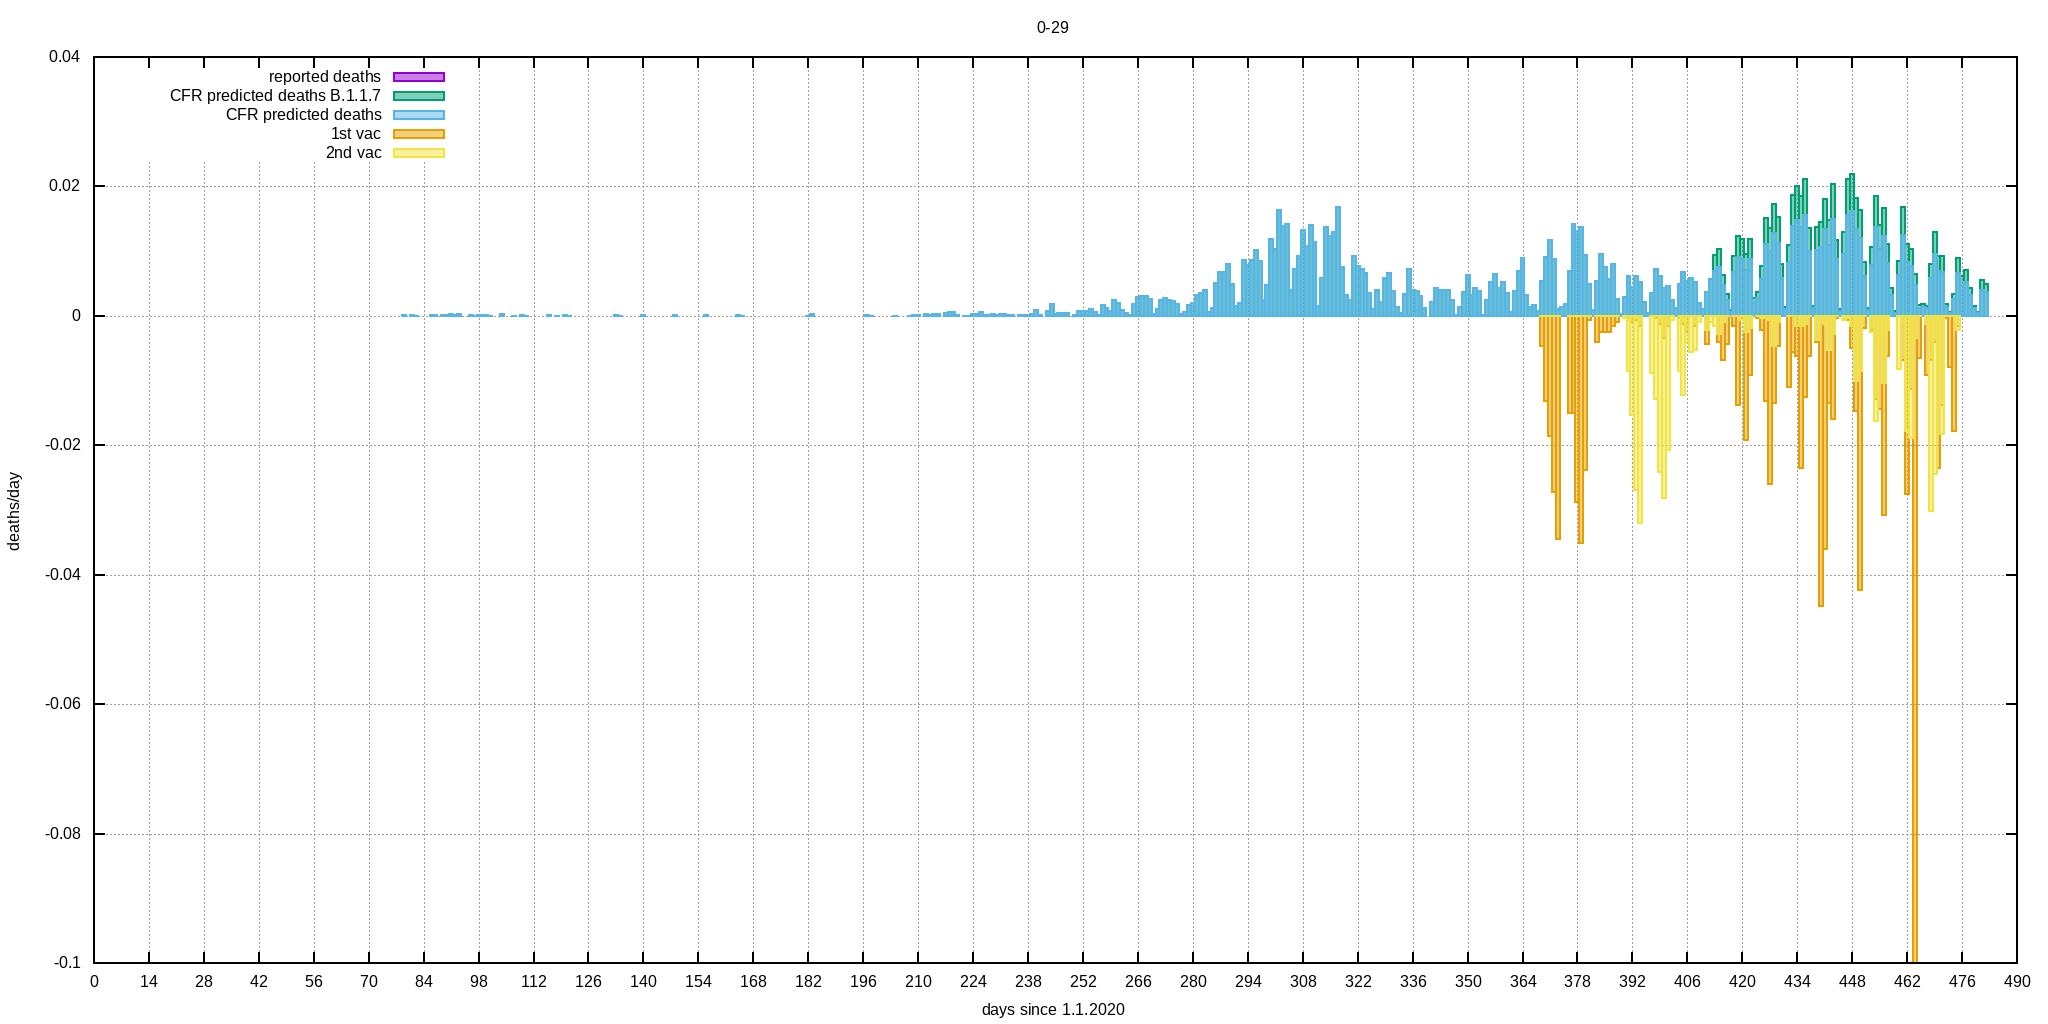 0-29
reported deaths
CFR predicted deaths B.1.1.7
CFR predicted deaths
1st vac
2nd vac
0.04
0.02
0
-0.02
-0.04
-0.06
-0.08
-0.1
deaths/day
0 14 28 42 56 70 84 98 112 126 140 154 168 182 196 210 224 238 252 266 280 294 308 322 336 350 364 378 392 406 420 434 448 462 476 490
days since 1.1.2020